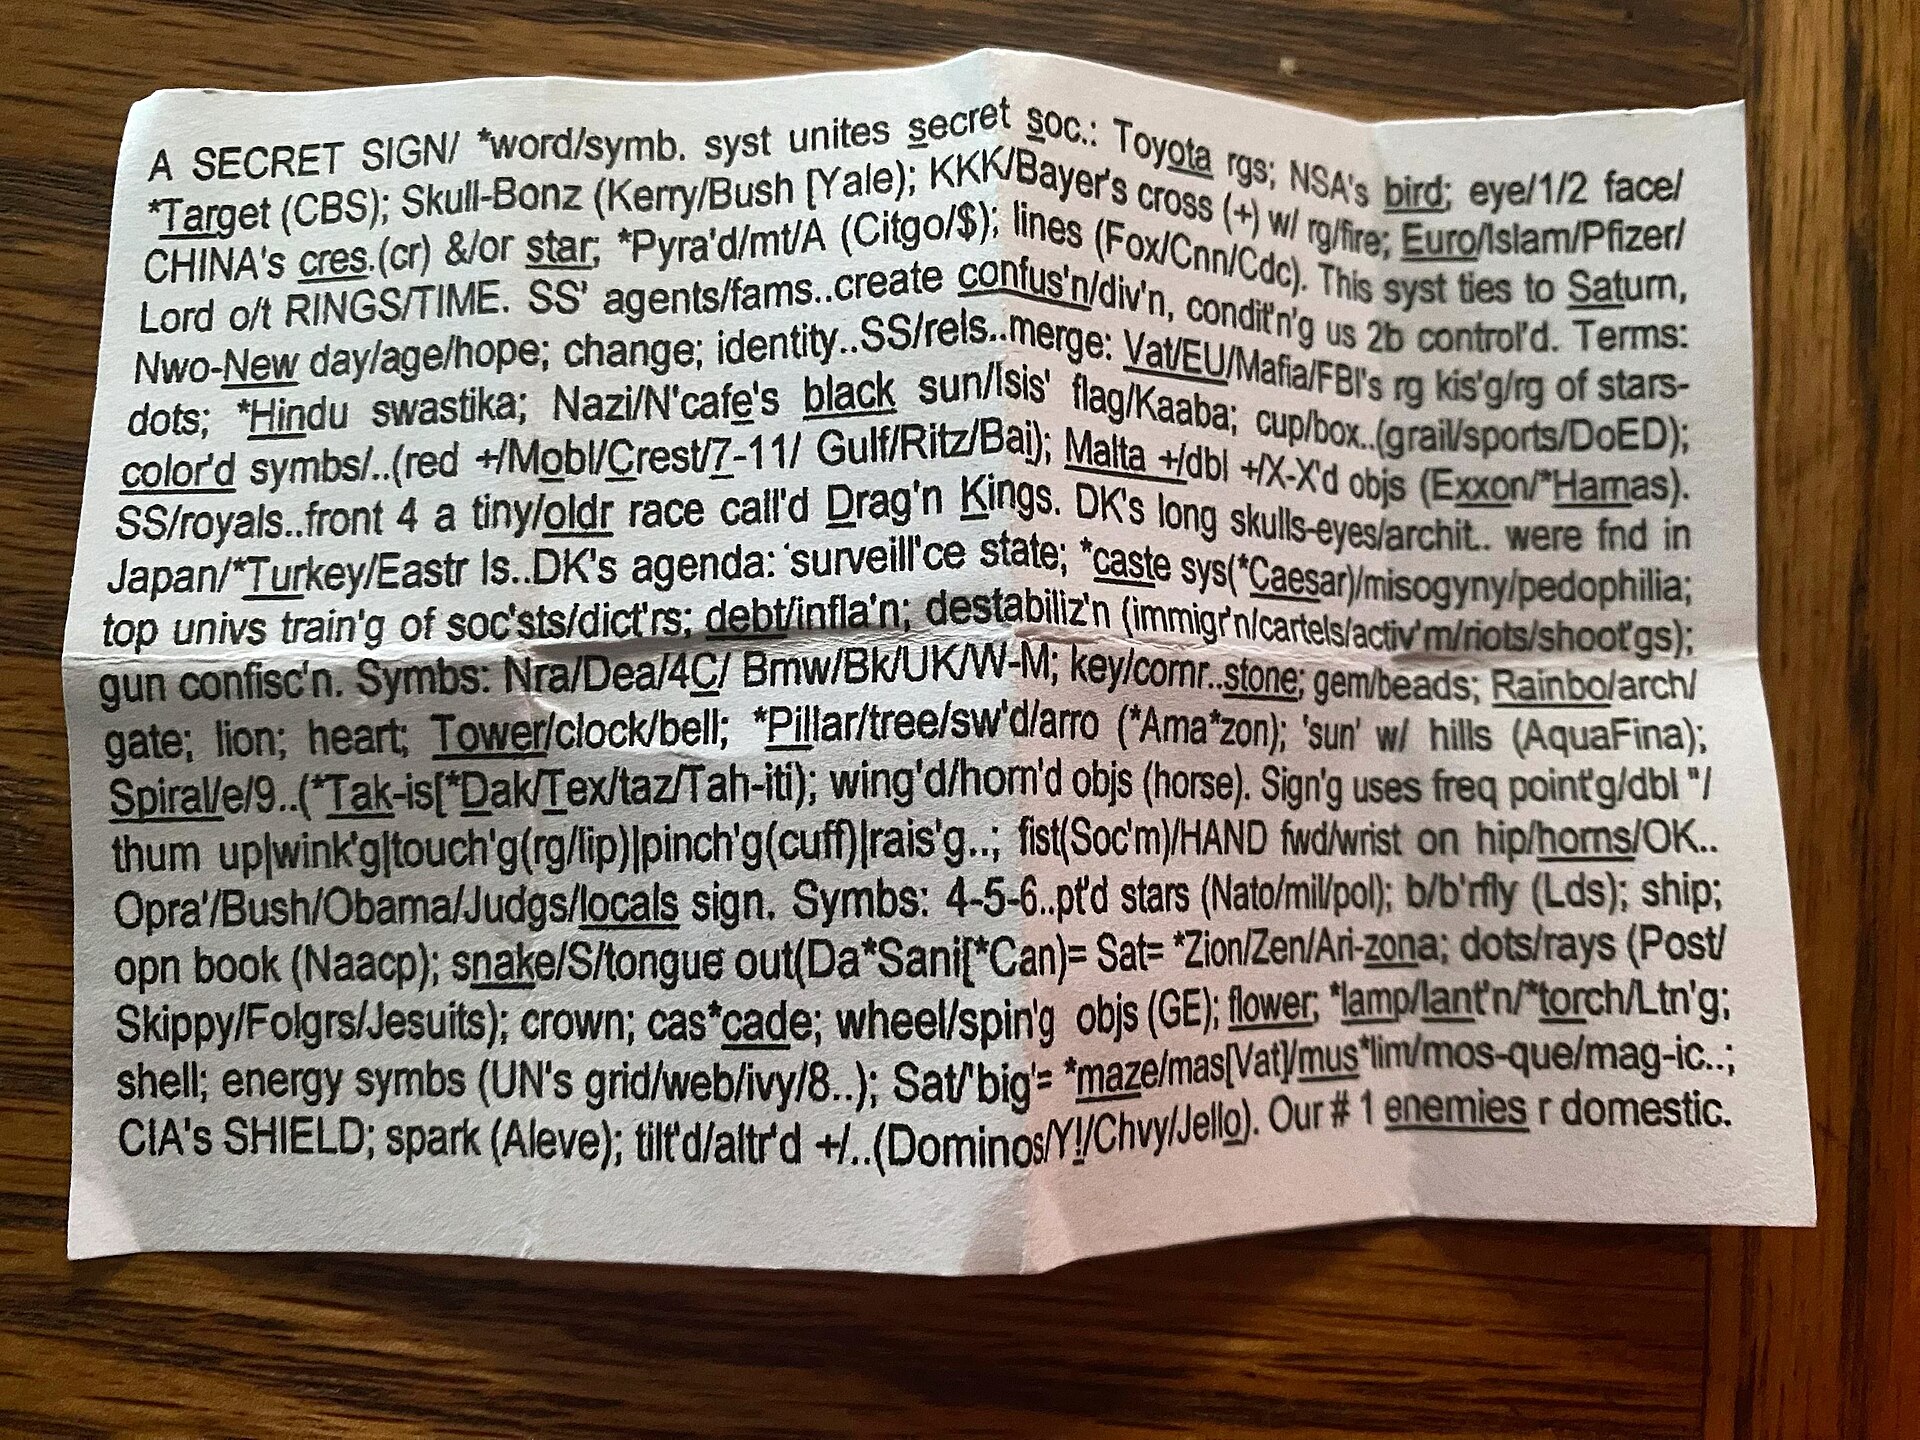 A SECRET SIGN/ *word/symb. syst unites secret soc.: Toyota rgs; NSA's bird; eye/1/2 face/
*Target (CBS); Skull-Bonz (Kerry/Bush [Yale); KKK/Bayer's cross (+) w/ rg/fire; Euro/Islam/Pfizer/
CHINA's cres.(cr) &/or star; *Pyra'd/mt/A (Citgo/$); lines (Fox/Cnn/Cdc). This syst ties to Saturn,
Lord o/t RINGS/TIME. SS' agents/fams..create confus'n/div'n, condit'n'g us 2b control'd. Terms:
Nwo-New day/age/hope; change; identity..SS/rels..merge: Vat/EU/Mafia/FBI's rg kis'g/rg of stars-
dots; *Hindu swastika; Nazi/N'cafe's black sun/Isis' flag/Kaaba; cup/box..(grail/sports/DoED);
color'd symbs/..(red +/Mobl/Crest/7-11/ Gulf/Ritz/Bai); Malta +/dbl +/X-X'd objs (Exxon/*Hamas).
SS/royals..front 4 a tiny/oldr race call'd Drag'n Kings. DK's long skulls-eyes/archit.. were fnd in
Japan/*Turkey/Eastr Is..DK's agenda: 'surveill'ce state; *caste sys(*Caesar)/misogyny/pedophilia;
top univs train'g of soc'sts/dict'rs; debt/infla'n; destabiliz'n (immigr'n/cartels/activ'm/riots/shoot'gs);
gun confisc'n. Symbs: Nra/Dea/4C/ Bmw/Bk/UK/W-M; key/cornr..stone; gem/beads; Rainbo/arch/
gate; lion; heart; Tower/clock/bell; *Pillar/tree/sw'd/arro (*Ama*zon); 'sun' w/ hills (AquaFina);
Spiral/e/9..(*Tak-is[*Dak/Tex/taz/Tah-iti); wing'd/horn'd objs (horse). Sign'g uses freq point'g/dbl "/
thum up|wink'g|touch'g(rg/lip)|pinch'g(cuff)|rais'g..; fist(Soc'm)/HAND fwd/wrist on hip/horns/OK..
Opra'/Bush/Obama/Judgs/locals sign. Symbs: 4-5-6..pt'd stars (Nato/mil/pol); b/b'rfly (Lds); ship;
opn book (Naacp); snake/S/tongue out(Da*Sani[*Can)= Sat= *Zion/Zen/Ari-zona; dots/rays (Post/
Skippy/Folgrs/Jesuits); crown; cas*cade; wheel/spin'g objs (GE); flower; *lamp/lant'n/*torch/Ltn'g;
shell; energy symbs (UN's grid/web/ivy/8..); Sat/'big'= *maze/mas[Vat]/mus*lim/mos-que/mag-ic..;
CIA's SHIELD; spark (Aleve); tilt'd/altr'd +/..(Dominos/Y!/Chvy/Jello). Our # 1 enemies r domestic.